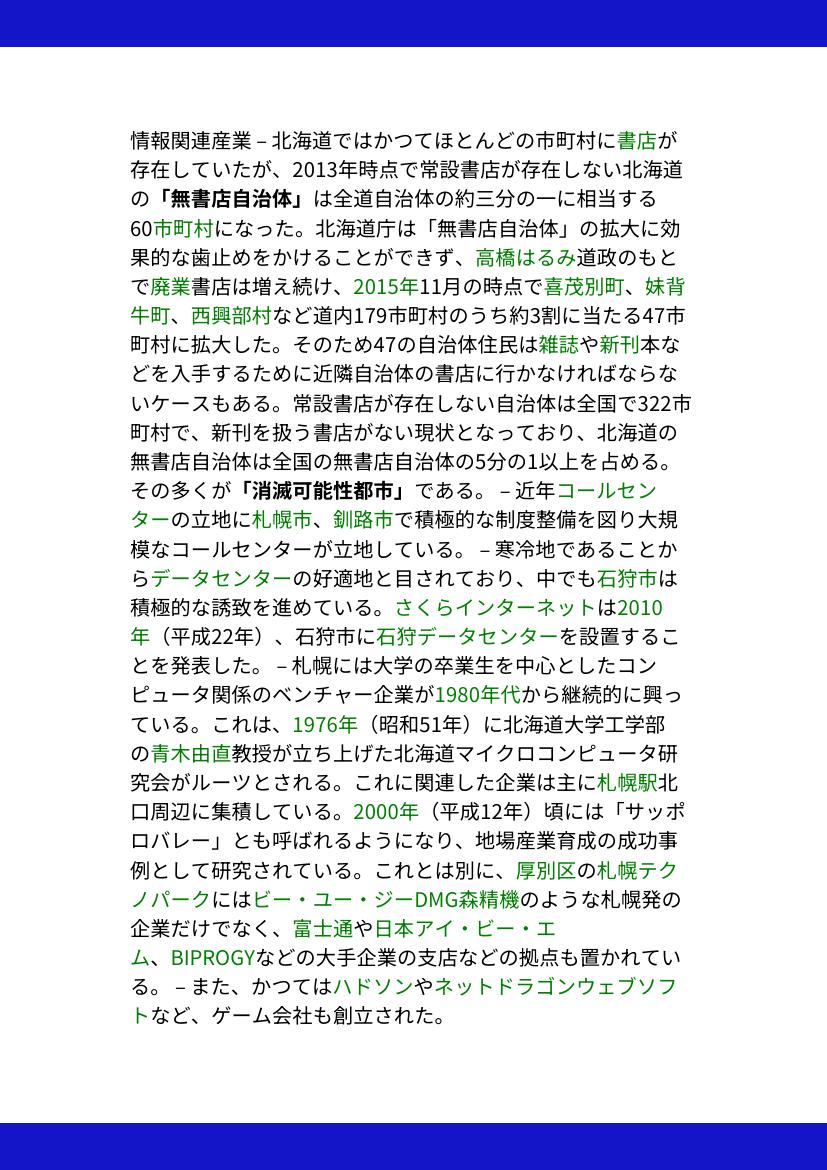 情報関連産業 – 北海道ではかつてほとんどの市町村に書店が
存在していたが、2013年時点で常設書店が存在しない北海道
の「無書店自治体」は全道自治体の約三分の一に相当する
60市町村になった。北海道庁は「無書店自治体」の拡大に効
果的な歯止めをかけることができず、高橋はるみ道政のもと
で廃業書店は増え続け、2015年11月の時点で喜茂別町、妹背
牛町、西興部村など道内179市町村のうち約3割に当たる47市
町村に拡大した。そのため47の自治体住民は雑誌や新刊本な
どを入手するために近隣自治体の書店に行かなければならな
いケースもある。常設書店が存在しない自治体は全国で322市
町村で、新刊を扱う書店がない現状となっており、北海道の
無書店自治体は全国の無書店自治体の5分の1以上を占める。
その多くが「消滅可能性都市」である。 – 近年コールセン
ターの立地に札幌市、釧路市で積極的な制度整備を図り大規
模なコールセンターが立地している。 – 寒冷地であることか
らデータセンターの好適地と目されており、中でも石狩市は
積極的な誘致を進めている。さくらインターネットは2010
年（平成22年）、石狩市に石狩データセンターを設置するこ
とを発表した。 – 札幌には大学の卒業生を中心としたコン
ピュータ関係のベンチャー企業が1980年代から継続的に興っ
ている。これは、1976年（昭和51年）に北海道大学工学部
の青木由直教授が立ち上げた北海道マイクロコンピュータ研
究会がルーツとされる。これに関連した企業は主に札幌駅北
口周辺に集積している。2000年（平成12年）頃には「サッポ
ロバレー」とも呼ばれるようになり、地場産業育成の成功事
例として研究されている。これとは別に、厚別区の札幌テク
ノパークにはビー・ユー・ジーDMG森精機のような札幌発の
企業だけでなく、富士通や日本アイ・ビー・エ
ム、BIPROGYなどの大手企業の支店などの拠点も置かれてい
る。 – また、かつてはハドソンやネットドラゴンウェブソフ
トなど、ゲーム会社も創立された。